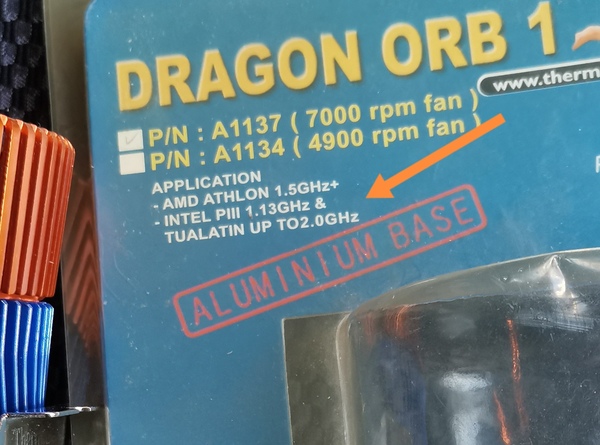 DRAGON ORB 1
www.therm
P/N : A1137 ( 7000 rpm fan )
P/N : A1134 ( 4900 rpm fan )
APPLICATION
- AMD ATHLON 1.5GHz+
- INTEL PIII 1.13GHz &
TUALATIN UP TO2.0GHz
ALUMINIUM BASE